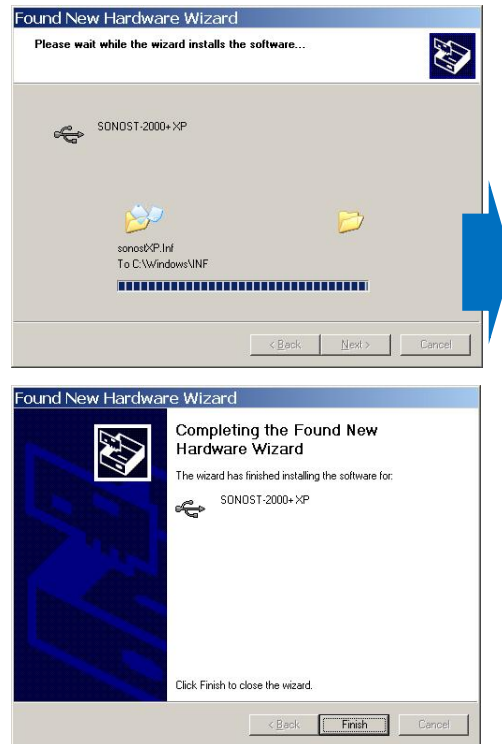 Found New Hardware Wizard
Please wait while the wizard installs the software...
SONOST-2000+ XP
sonostXP.Inf
To C:\Windows\INF
< Back
Next >
Cancel
Found New Hardware Wizard
Completing the Found New
Hardware Wizard
The wizard has finished installing the software for:
SONOST-2000+ XP
Click Finish to close the wizard.
< Back
Finish
Cancel